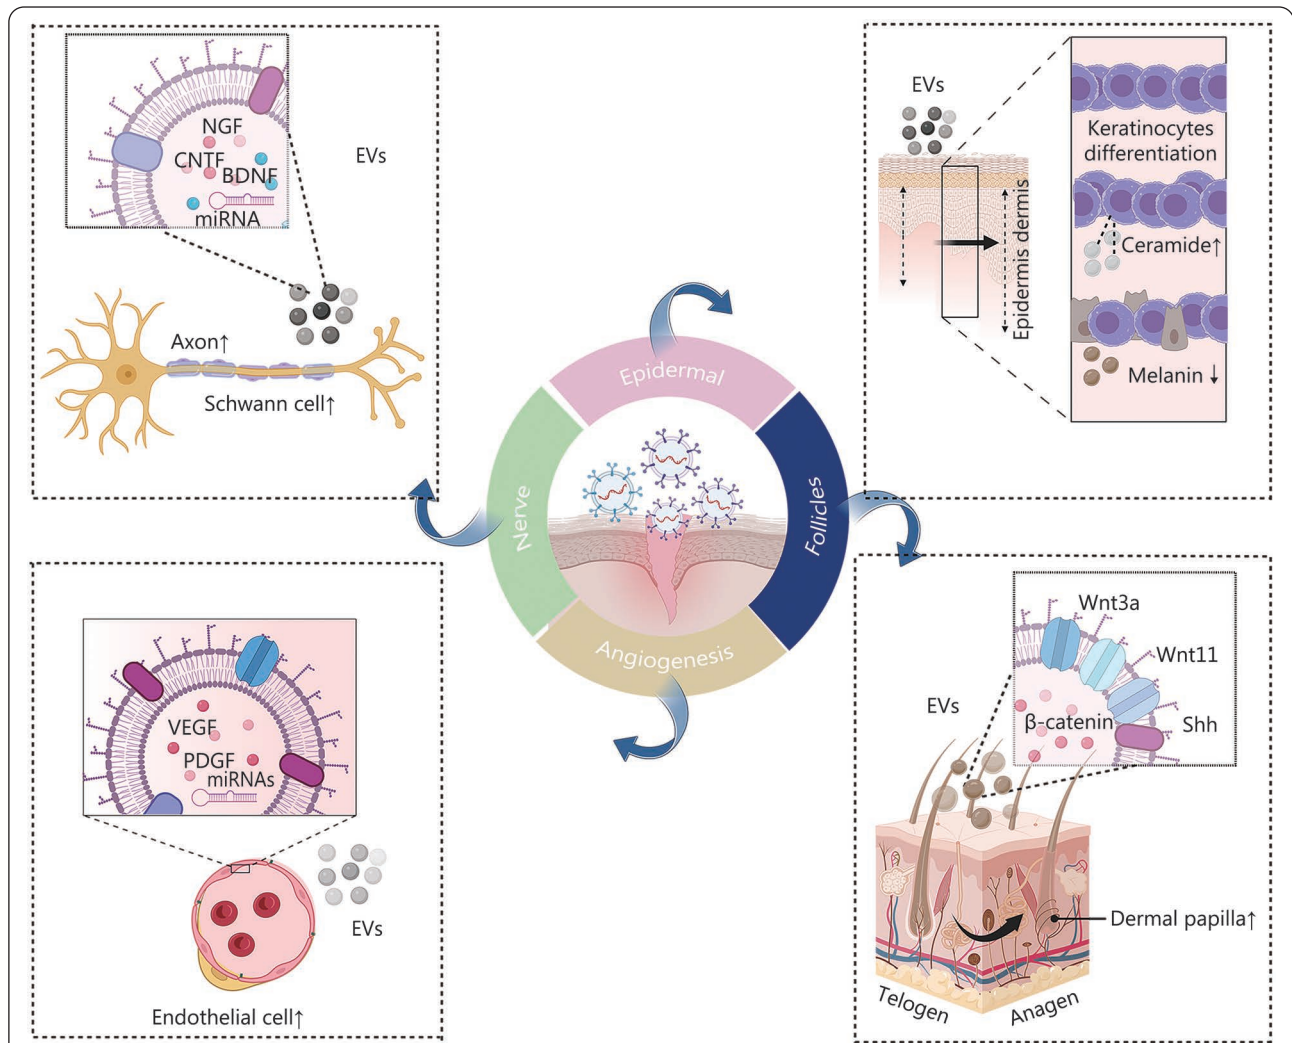 NGF
CNTF
BDNF
miRNA
EVs
Axon↑
Schwann cell↑
EVs
Epidermis dermis
Keratinocytes
differentiation
Ceramide↑
Melanin↓
Epidermal
Nerve
Follicles
Angiogenesis
VEGF
PDGF
miRNAs
EVs
Endothelial cell↑
Wnt3a
Wnt11
EVs
β-catenin
Shh
Dermal papilla↑
Telogen
Anagen